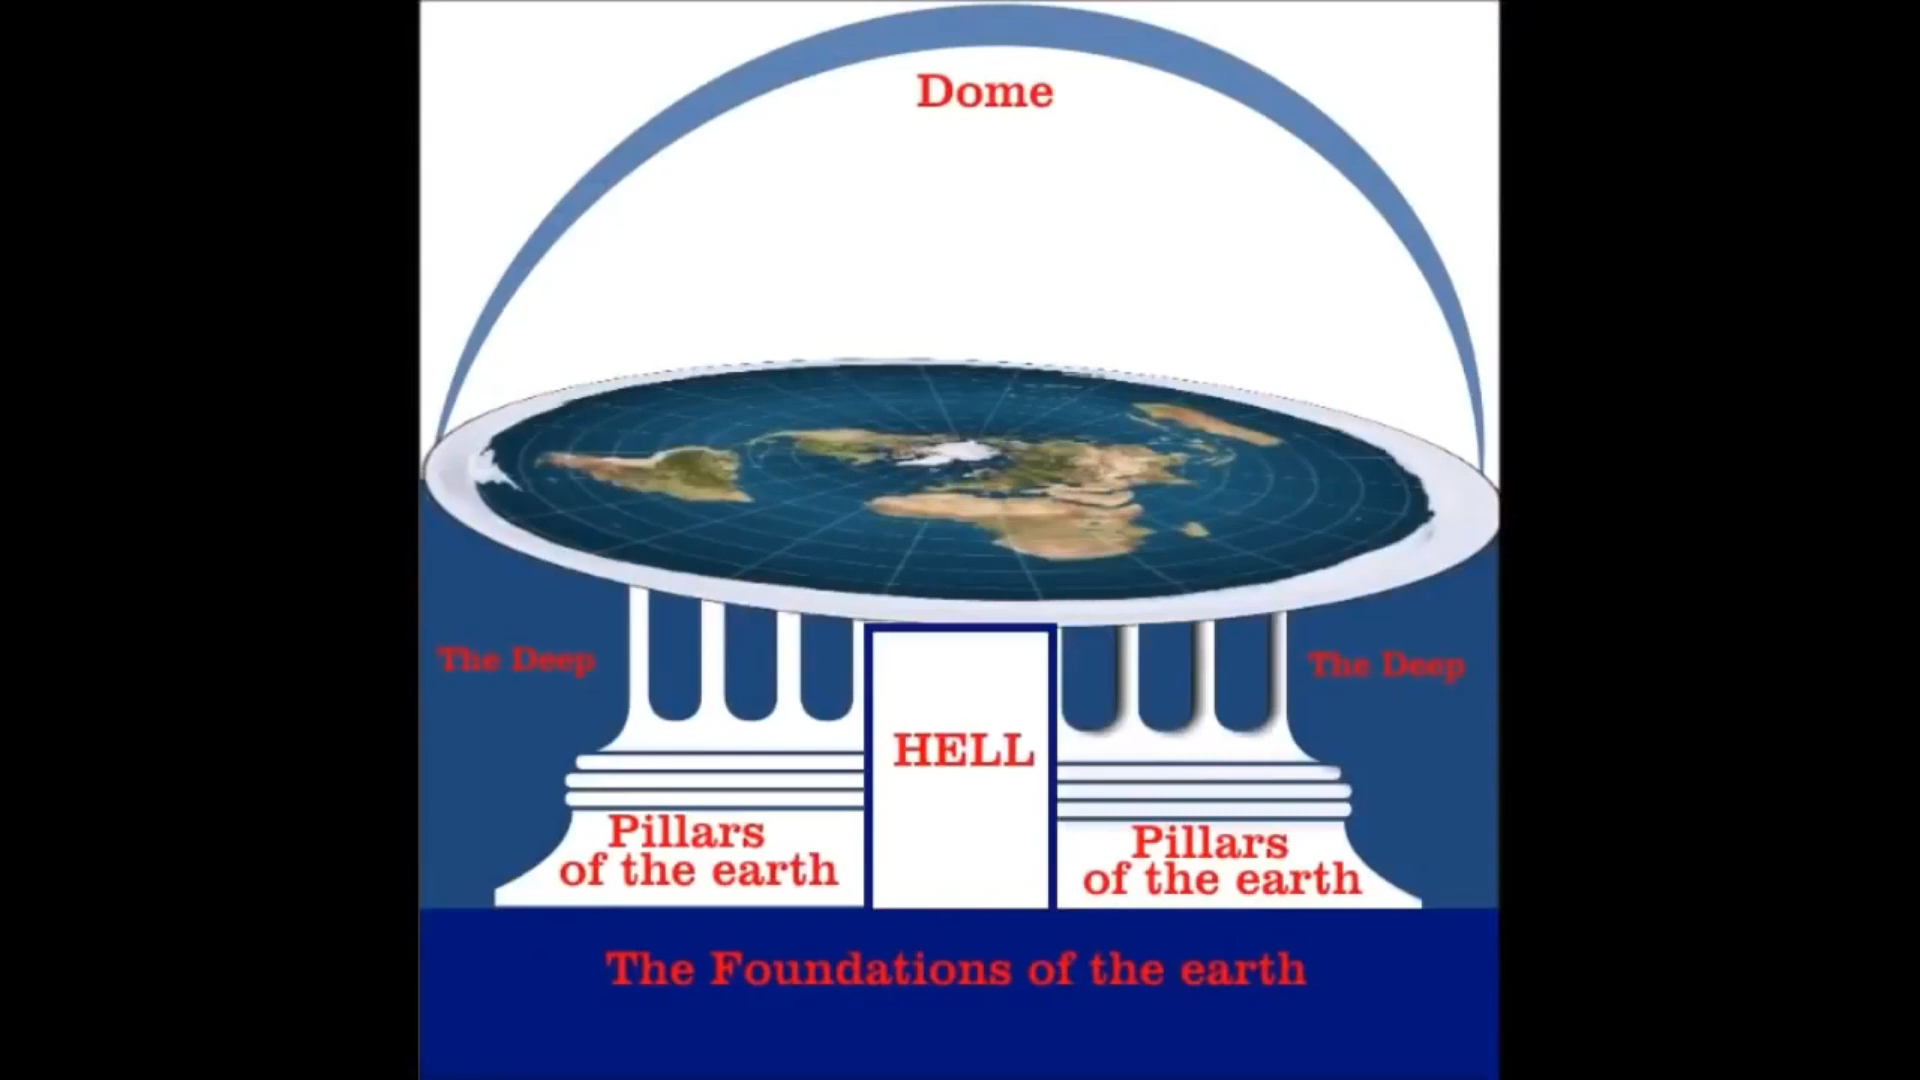 Dome
The Deep
The Deep
HELL
Pillars
of the earth
Pillars
of the earth
The Foundations of the earth